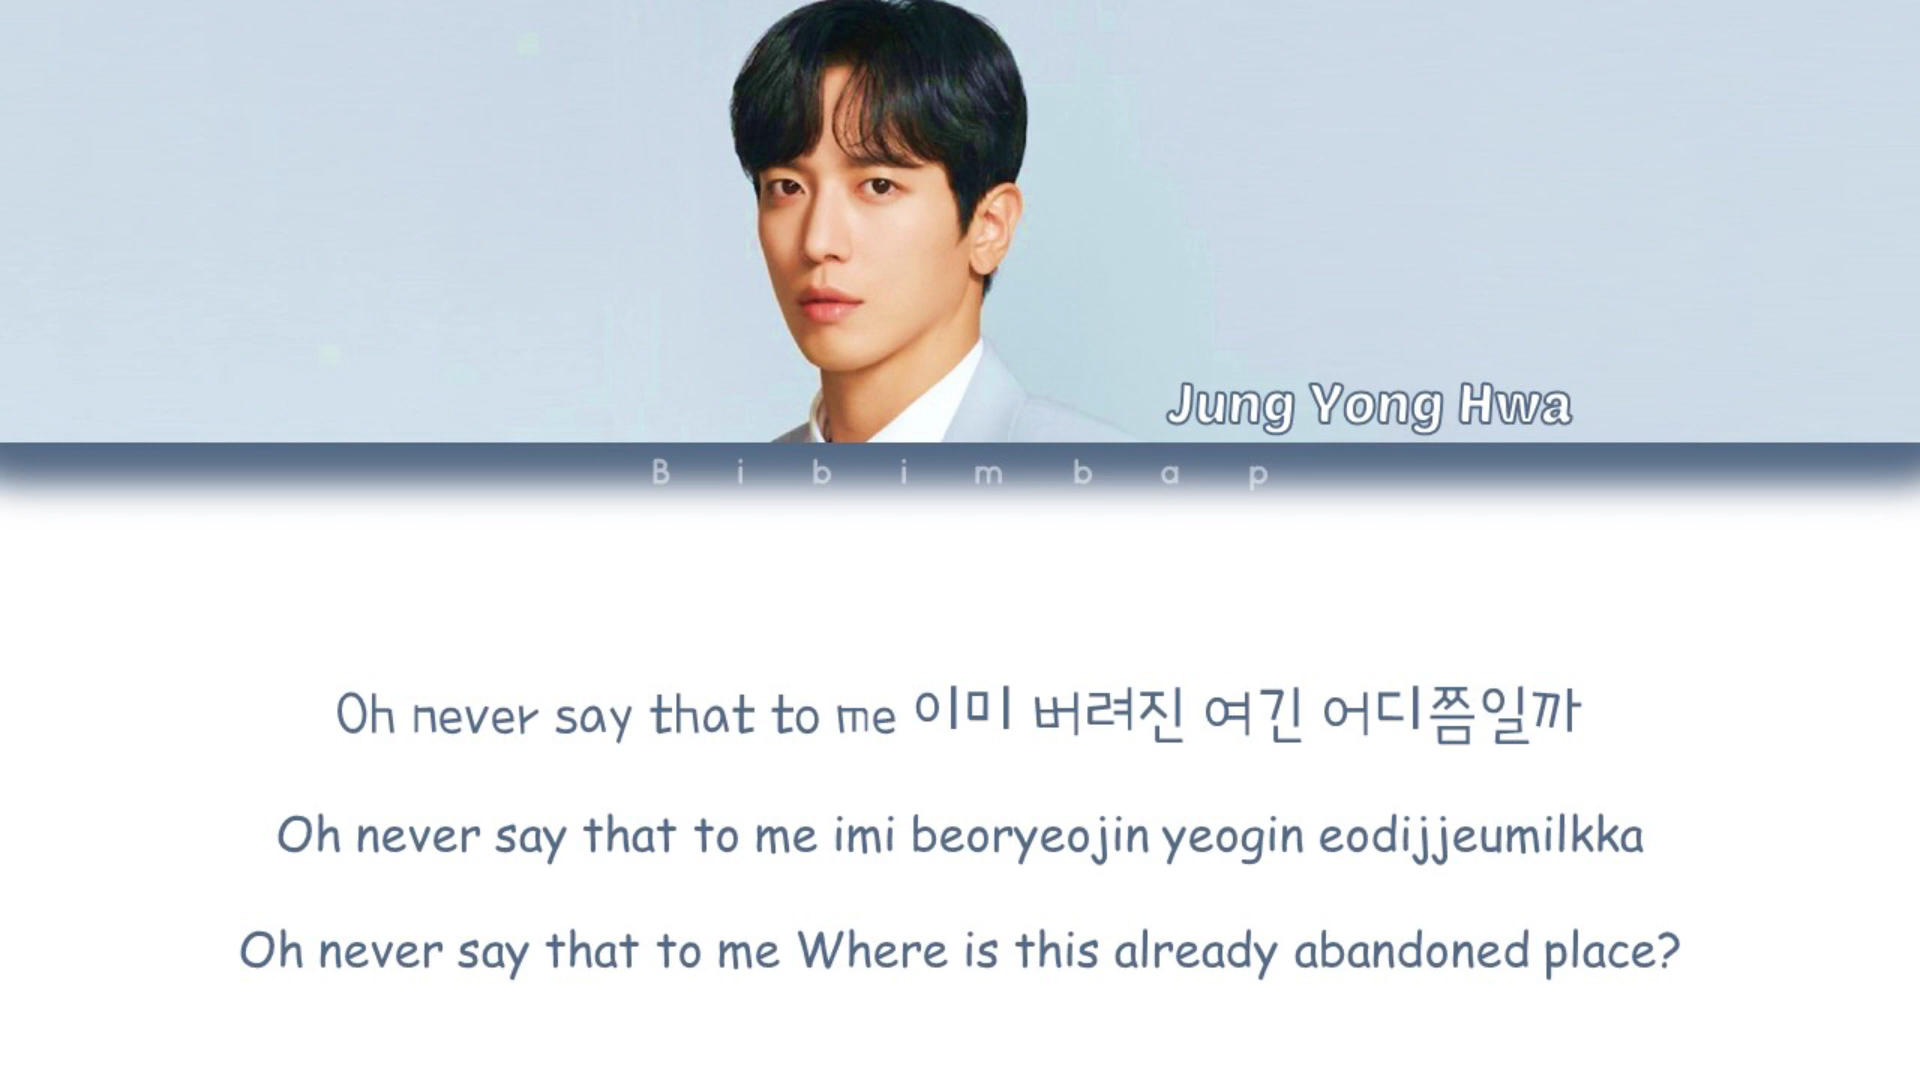 Jung Yong Hwa
Bibimbap
Oh never say that to me 이미 버려진 여긴 어디쯤일까
Oh never say that to me imi beoryeojin yeogin eodijjeumilkka
Oh never say that to me Where is this already abandoned place?